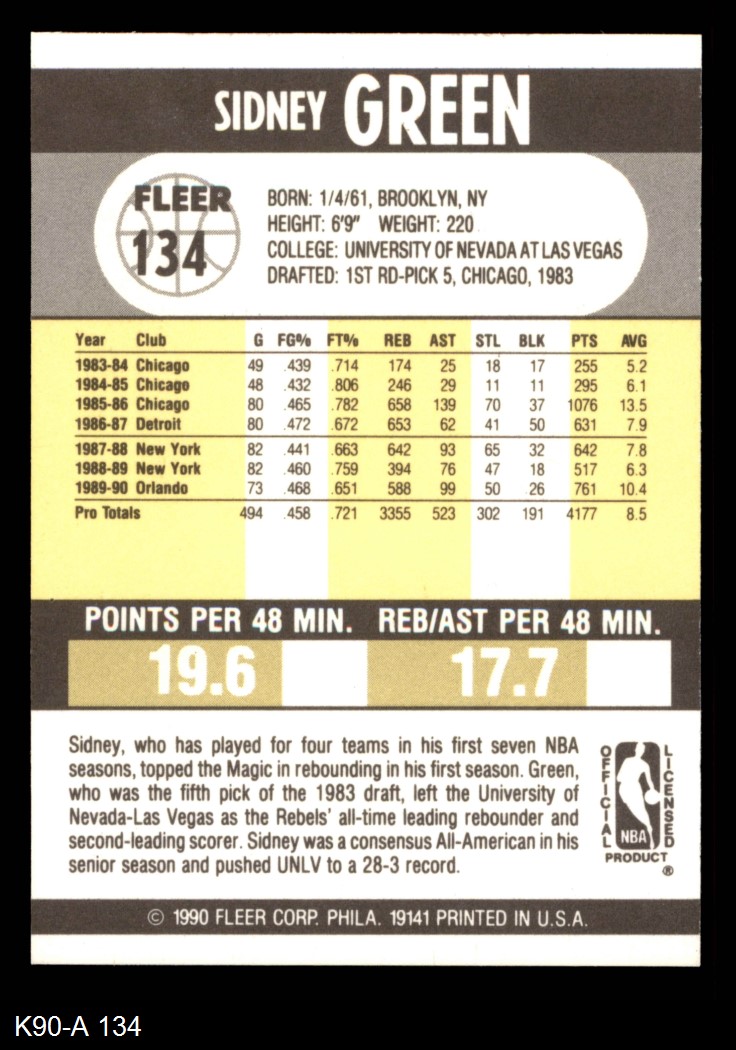 SIDNEY GREEN
FLEER
134
BORN: 1/4/61, BROOKLYN, NY
HEIGHT: 6'9" WEIGHT: 220
COLLEGE: UNIVERSITY OF NEVADA AT LAS VEGAS
DRAFTED: 1ST RD-PICK 5, CHICAGO, 1983
Year Club G FG% FT% REB AST STL BLK PTS AVG
1983-84 Chicago 49 .439 .714 174 25 18 17 255 5.2
1984-85 Chicago 48 .432 .806 246 29 11 11 295 6.1
1985-86 Chicago 80 .465 .782 658 139 70 37 1076 13.5
1986-87 Detroit 80 .472 .672 653 62 41 50 631 7.9
1987-88 New York 82 .441 .663 642 93 65 32 642 7.8
1988-89 New York 82 .460 .759 394 76 47 18 517 6.3
1989-90 Orlando 73 .468 .651 588 99 50 26 761 10.4
Pro Totals 494 .458 .721 3355 523 302 191 4177 8.5
POINTS PER 48 MIN. REB/AST PER 48 MIN.
19.6 17.7
Sidney, who has played for four teams in his first seven NBA
seasons, topped the Magic in rebounding in his first season. Green,
who was the fifth pick of the 1983 draft, left the University of
Nevada-Las Vegas as the Rebels' all-time leading rebounder and
second-leading scorer. Sidney was a consensus All-American in his
senior season and pushed UNLV to a 28-3 record.
OFFICIAL
LICENSED
NBA
PRODUCT
®
© 1990 FLEER CORP. PHILA. 19141 PRINTED IN U.S.A.
K90-A 134